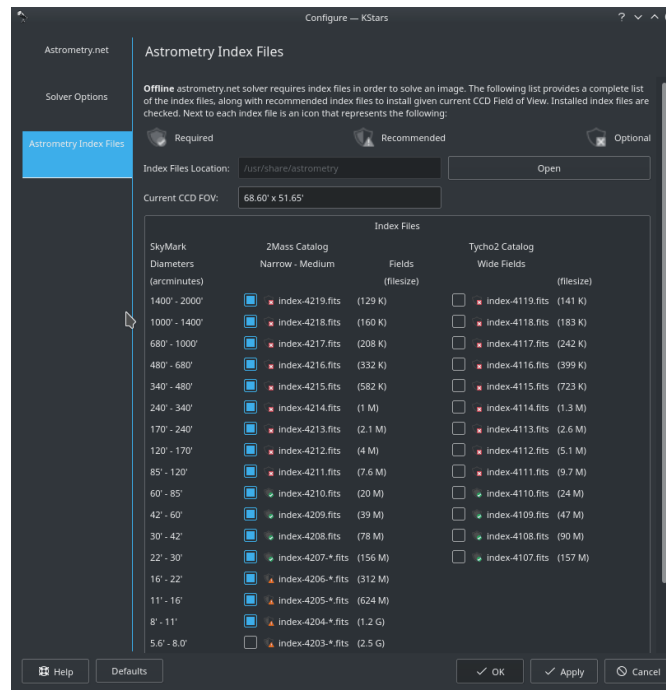 Configure — KStars
Astrometry.net
Solver Options
Astrometry Index Files
Astrometry Index Files
Offline astrometry.net solver requires index files in order to solve an image. The following list provides a complete list
of the index files, along with recommended index files to install given current CCD Field of View. Installed index files are
checked. Next to each index file is an icon that represents the following:
Required Recommended Optional
Index Files Location: /usr/share/astrometry Open
Current CCD FOV: 68.60' x 51.65'
Index Files
SkyMark 2Mass Catalog Tycho2 Catalog
Diameters Narrow - Medium Fields Wide Fields
(arcminutes) (filesize) (filesize)
1400' - 2000' index-4219.fits (129 K) index-4119.fits (141 K)
1000' - 1400' index-4218.fits (160 K) index-4118.fits (183 K)
680' - 1000' index-4217.fits (208 K) index-4117.fits (242 K)
480' - 680' index-4216.fits (332 K) index-4116.fits (399 K)
340' - 480' index-4215.fits (582 K) index-4115.fits (723 K)
240' - 340' index-4214.fits (1 M) index-4114.fits (1.3 M)
170' - 240' index-4213.fits (2.1 M) index-4113.fits (2.6 M)
120' - 170' index-4212.fits (4 M) index-4112.fits (5.1 M)
85' - 120' index-4211.fits (7.6 M) index-4111.fits (9.7 M)
60' - 85' index-4210.fits (20 M) index-4110.fits (24 M)
42' - 60' index-4209.fits (39 M) index-4109.fits (47 M)
30' - 42' index-4208.fits (78 M) index-4108.fits (90 M)
22' - 30' index-4207-*.fits (156 M) index-4107.fits (157 M)
16' - 22' index-4206-*.fits (312 M)
11' - 16' index-4205-*.fits (624 M)
8' - 11' index-4204-*.fits (1.2 G)
5.6' - 8.0' index-4203-*.fits (2.5 G)
Help Defaults OK Apply Cancel